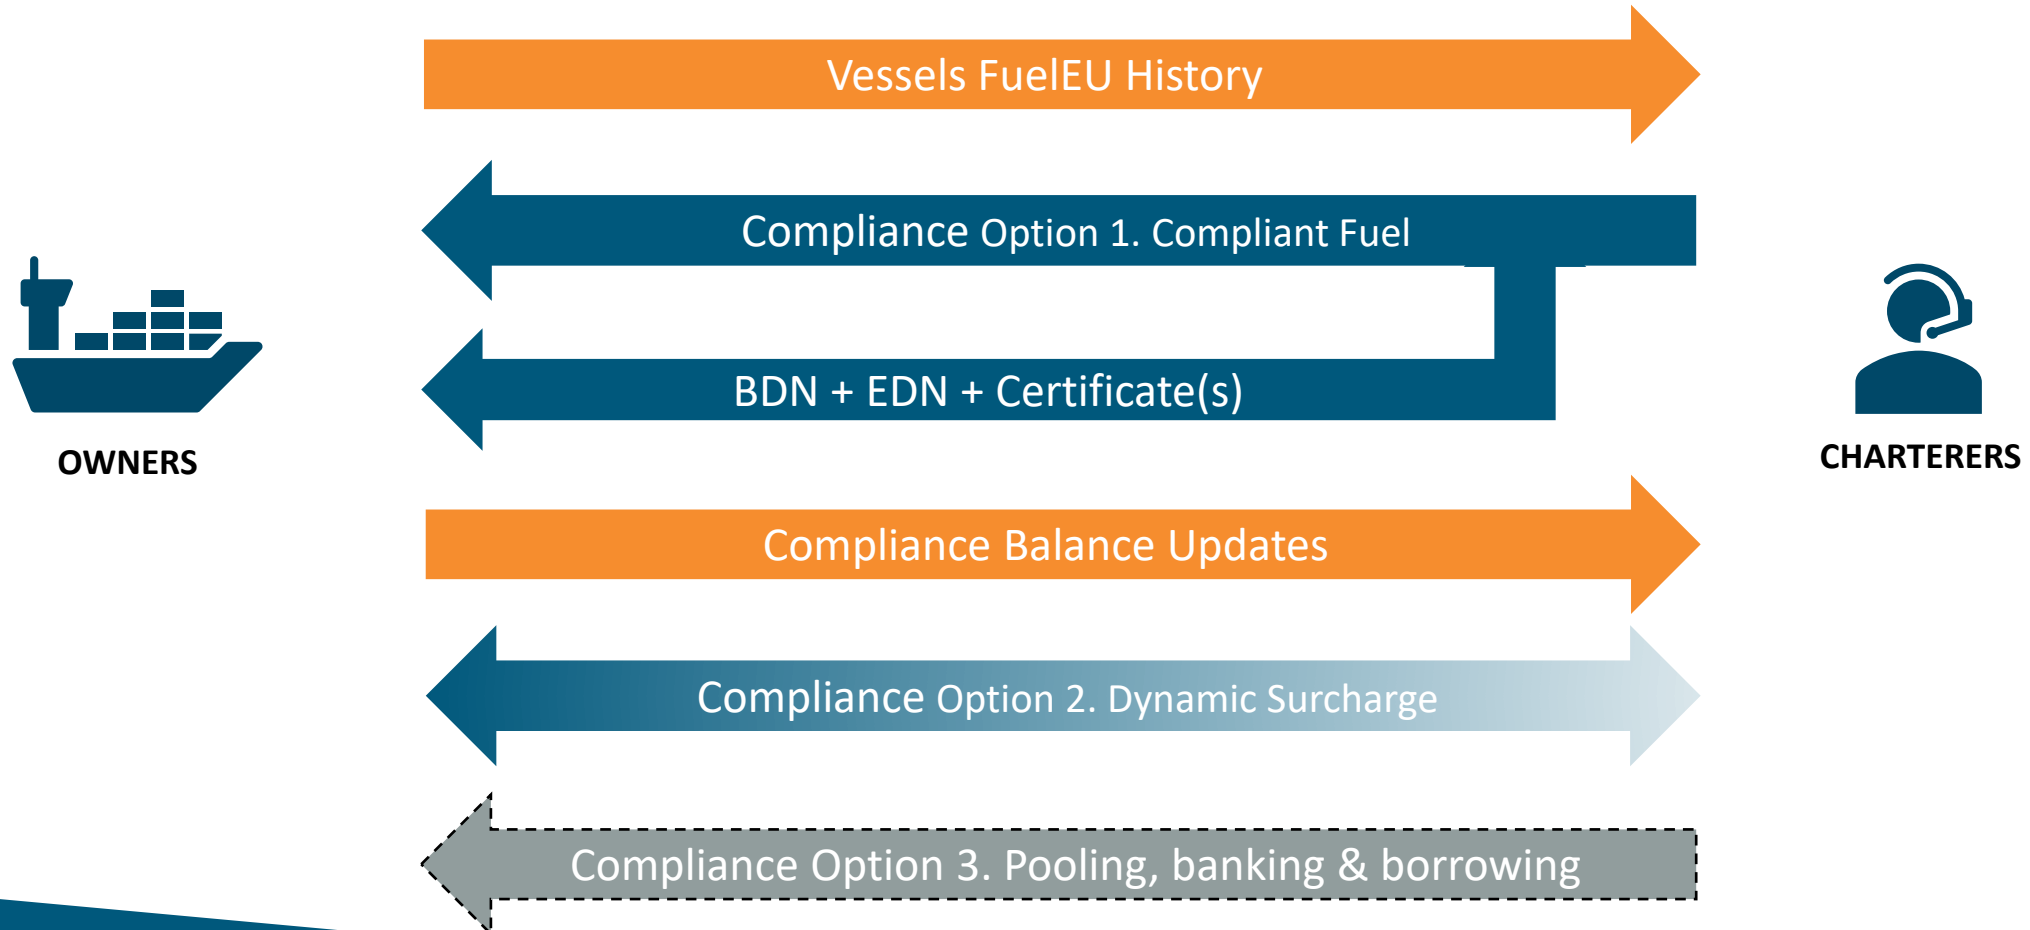 Vessels FuelEU History
Compliance Option 1. Compliant Fuel
BDN + EDN + Certificate(s)
OWNERS
CHARTERERS
Compliance Balance Updates
Compliance Option 2. Dynamic Surcharge
Compliance Option 3. Pooling, banking & borrowing